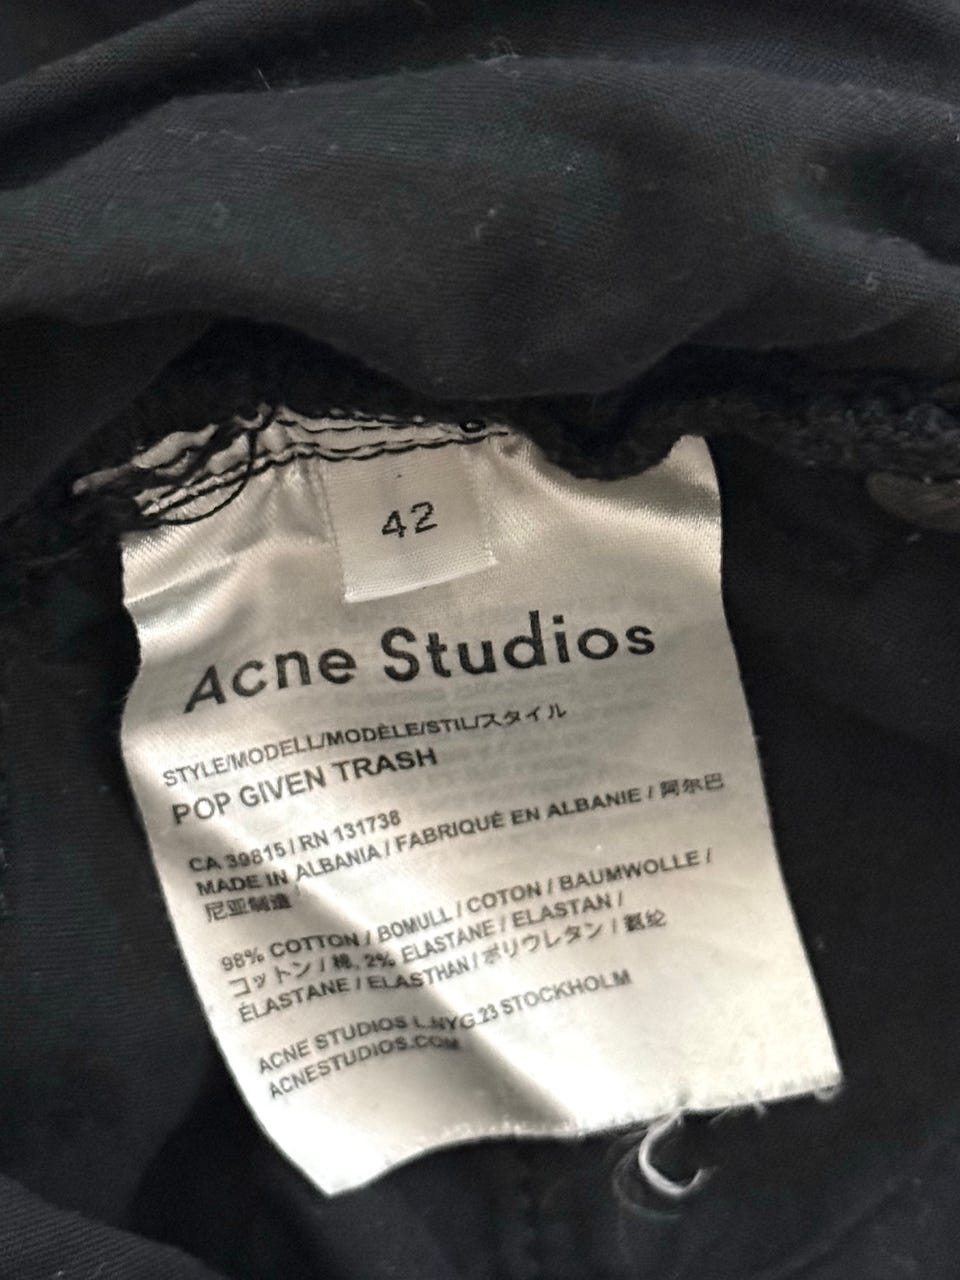 42
Acne Studios
STYLE/MODELL/MODÈLE/STIL/スタイル
POP GIVEN TRASH
CA 39815 / RN 131738
MADE IN ALBANIA / FABRIQUÉ EN ALBANIE / 阿尔巴
尼亚制造
98% COTTON / BOMULL / COTON / BAUMWOLLE /
コットン / 棉, 2% ELASTANE / ELASTAN /
ÉLASTANE / ELASTHAN / ポリウレタン / 氨纶
ACNE STUDIOS L.NYG.23 STOCKHOLM
ACNESTUDIOS.COM